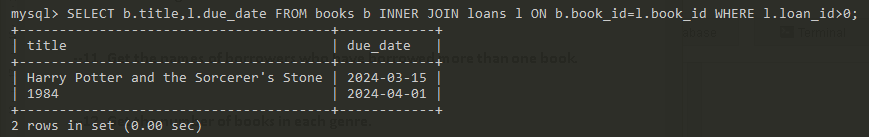 mysql> SELECT b.title,l.due_date FROM books b INNER JOIN loans l ON b.book_id=l.book_id WHERE l.loan_id>0;
+------------------------------------------+------------+
| title                                    | due_date   |
+------------------------------------------+------------+
| Harry Potter and the Sorcerer's Stone | 2024-03-15 |
| 1984                                     | 2024-04-01 |
+------------------------------------------+------------+
2 rows in set (0.00 sec)